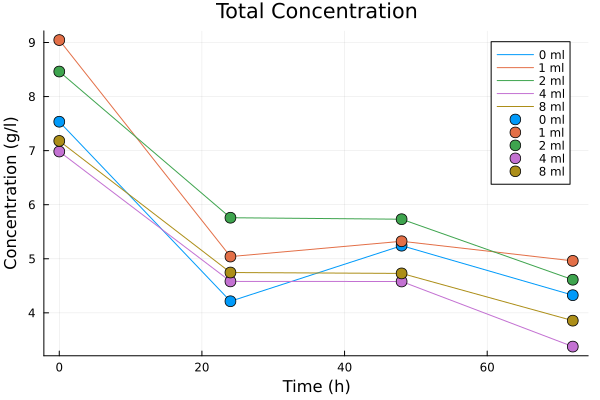 Total Concentration
Concentration (g/l)
9
8
7
6
5
4
0
20
40
60
Time (h)
0 ml
1 ml
2 ml
4 ml
8 ml
0 ml
1 ml
2 ml
4 ml
8 ml